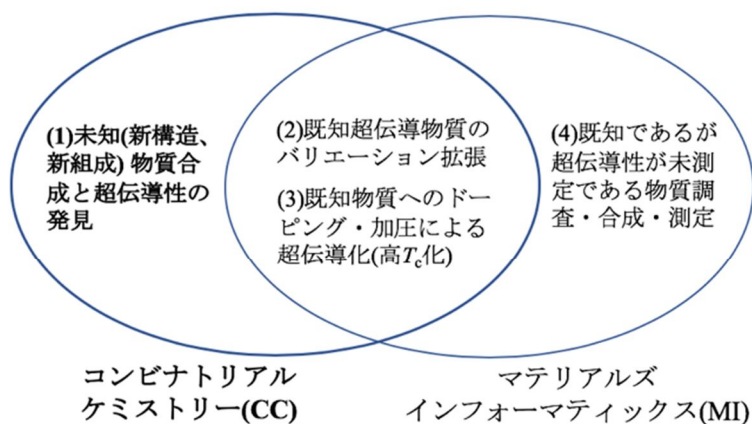 (1)未知(新構造、
新組成) 物質合
成と超伝導性の
発見
(2)既知超伝導物質の
バリエーション拡張
(3)既知物質へのドー
ピング・加圧による
超伝導化(高Tc化)
(4)既知であるが
超伝導性が未測
定である物質調
査・合成・測定
コンビナトリアル
ケミストリー(CC)
マテリアルズ
インフォーマティックス(MI)